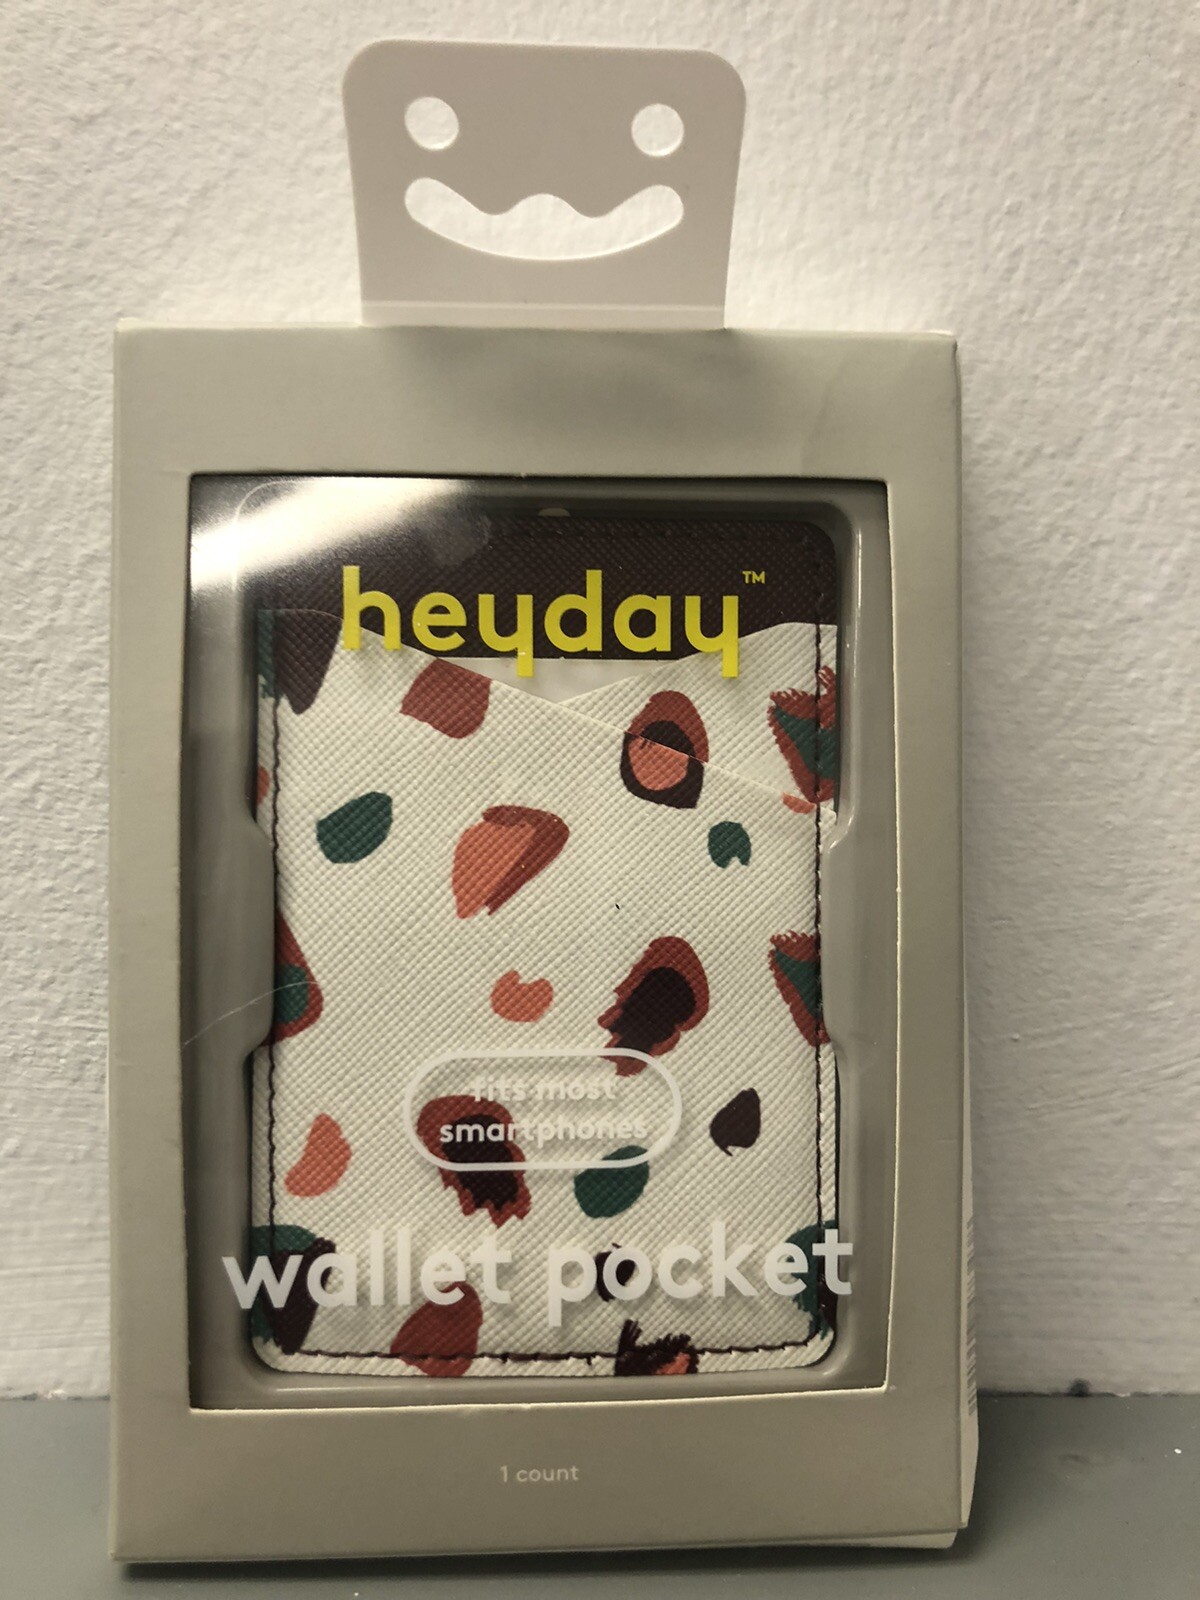 heyday™
fits most
smartphones
wallet pocket
1 count